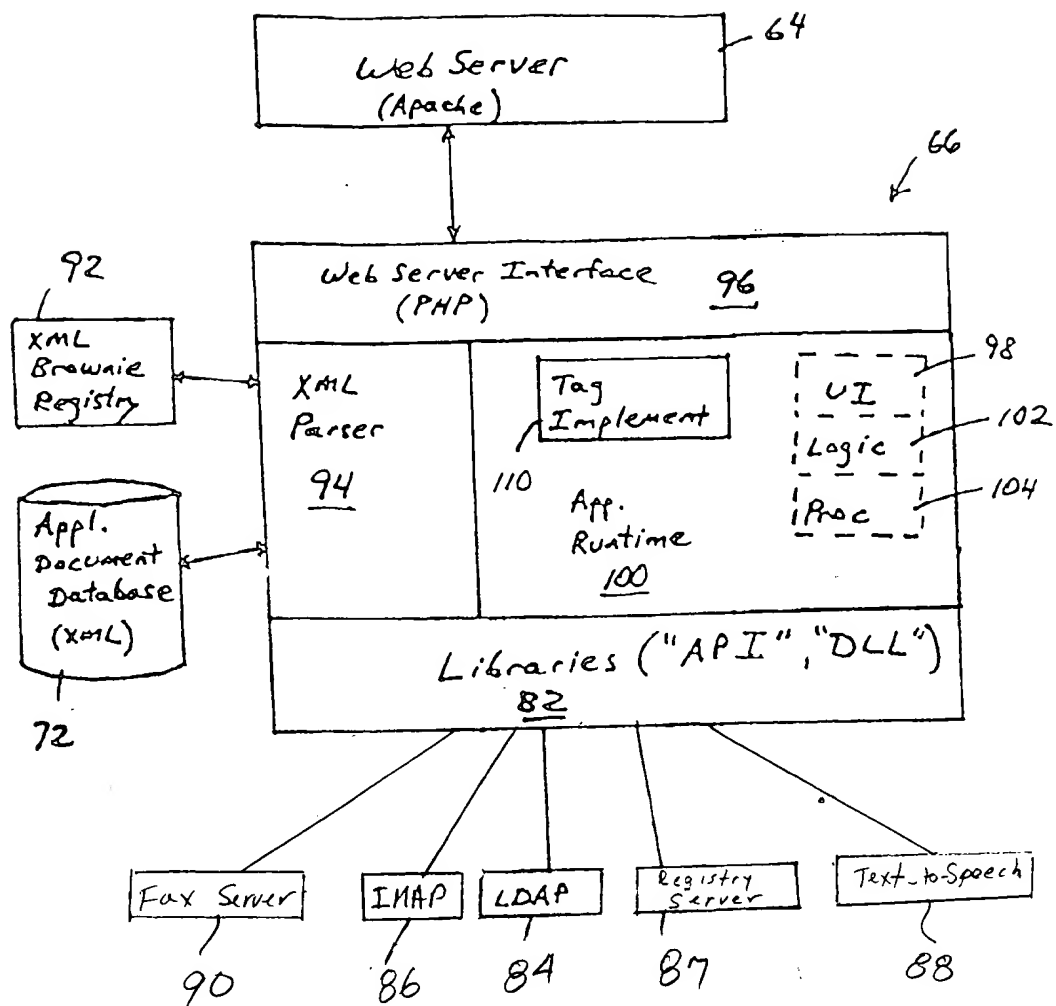 Web Server
(Apache)
64
66
Web Server Interface
(PHP)
96
92
XML
Brownie
Registry
XML
Parser
94
Tag
Implement
110
UI
98
Logic
102
Proc
104
App.
Runtime
100
Appl.
Document
Database
(XML)
72
Libraries ("API", "DLL")
82
Fax Server
IMAP
LDAP
Registry
Server
Text-to-Speech
90
86
84
87
88